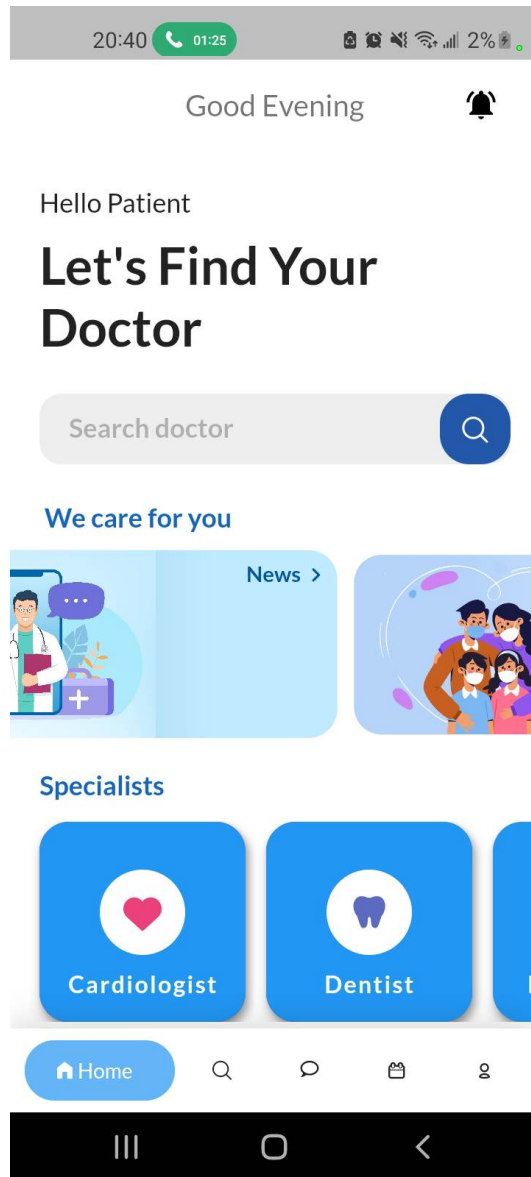 20:40 01:25 2%
Good Evening
Hello Patient
Let's Find Your
Doctor
Search doctor
We care for you
News >
Specialists
Cardiologist
Dentist
Home